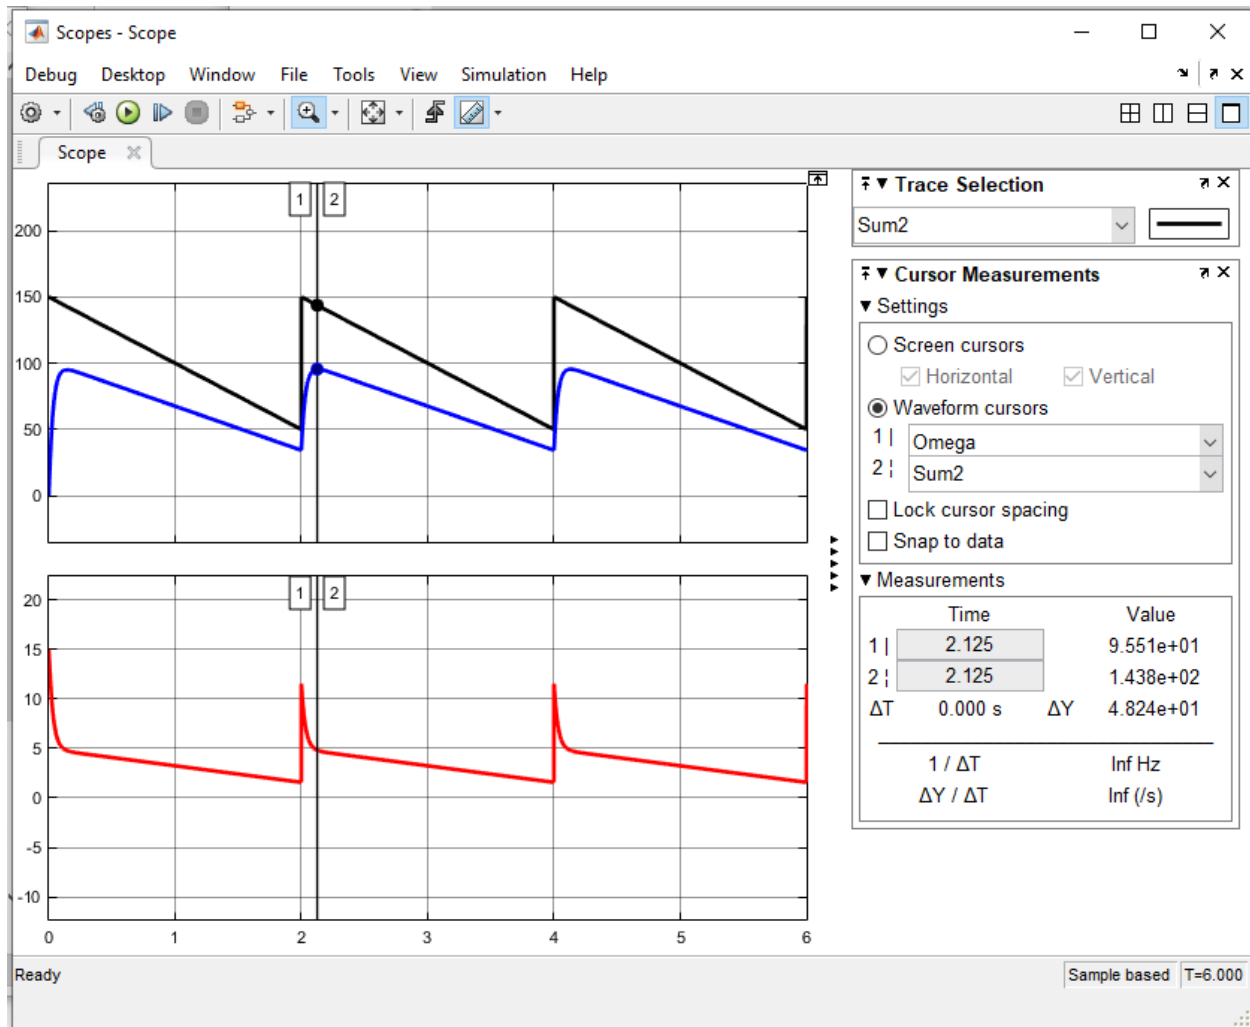 Scopes - Scope
Debug Desktop Window File Tools View Simulation Help
Scope
1 2
200
150
100
50
0
1 2
20
15
10
5
0
-5
-10
0 1 2 3 4 5 6
Trace Selection
Sum2
Cursor Measurements
Settings
Screen cursors
Horizontal Vertical
Waveform cursors
1 | Omega
2 ¦ Sum2
Lock cursor spacing
Snap to data
Measurements
Time Value
1 | 2.125 9.551e+01
2 ¦ 2.125 1.438e+02
ΔT 0.000 s ΔY 4.824e+01
1 / ΔT Inf Hz
ΔY / ΔT Inf (/s)
Ready Sample based T=6.000